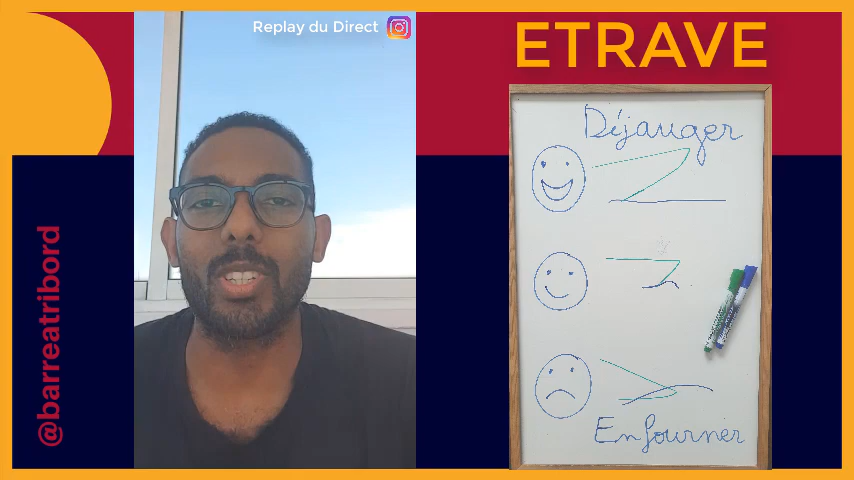 Replay du Direct
ETRAVE
Déjauger
Enfourner
@barreatribord